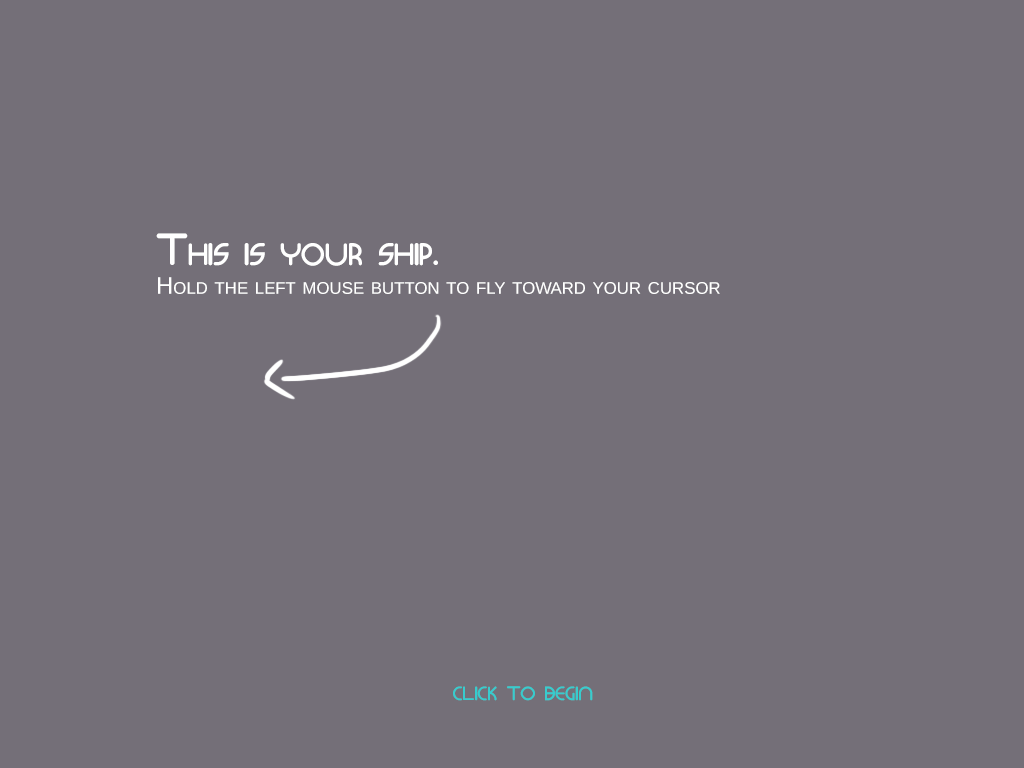 This is your ship.
Hold the left mouse button to fly toward your cursor
click to begin